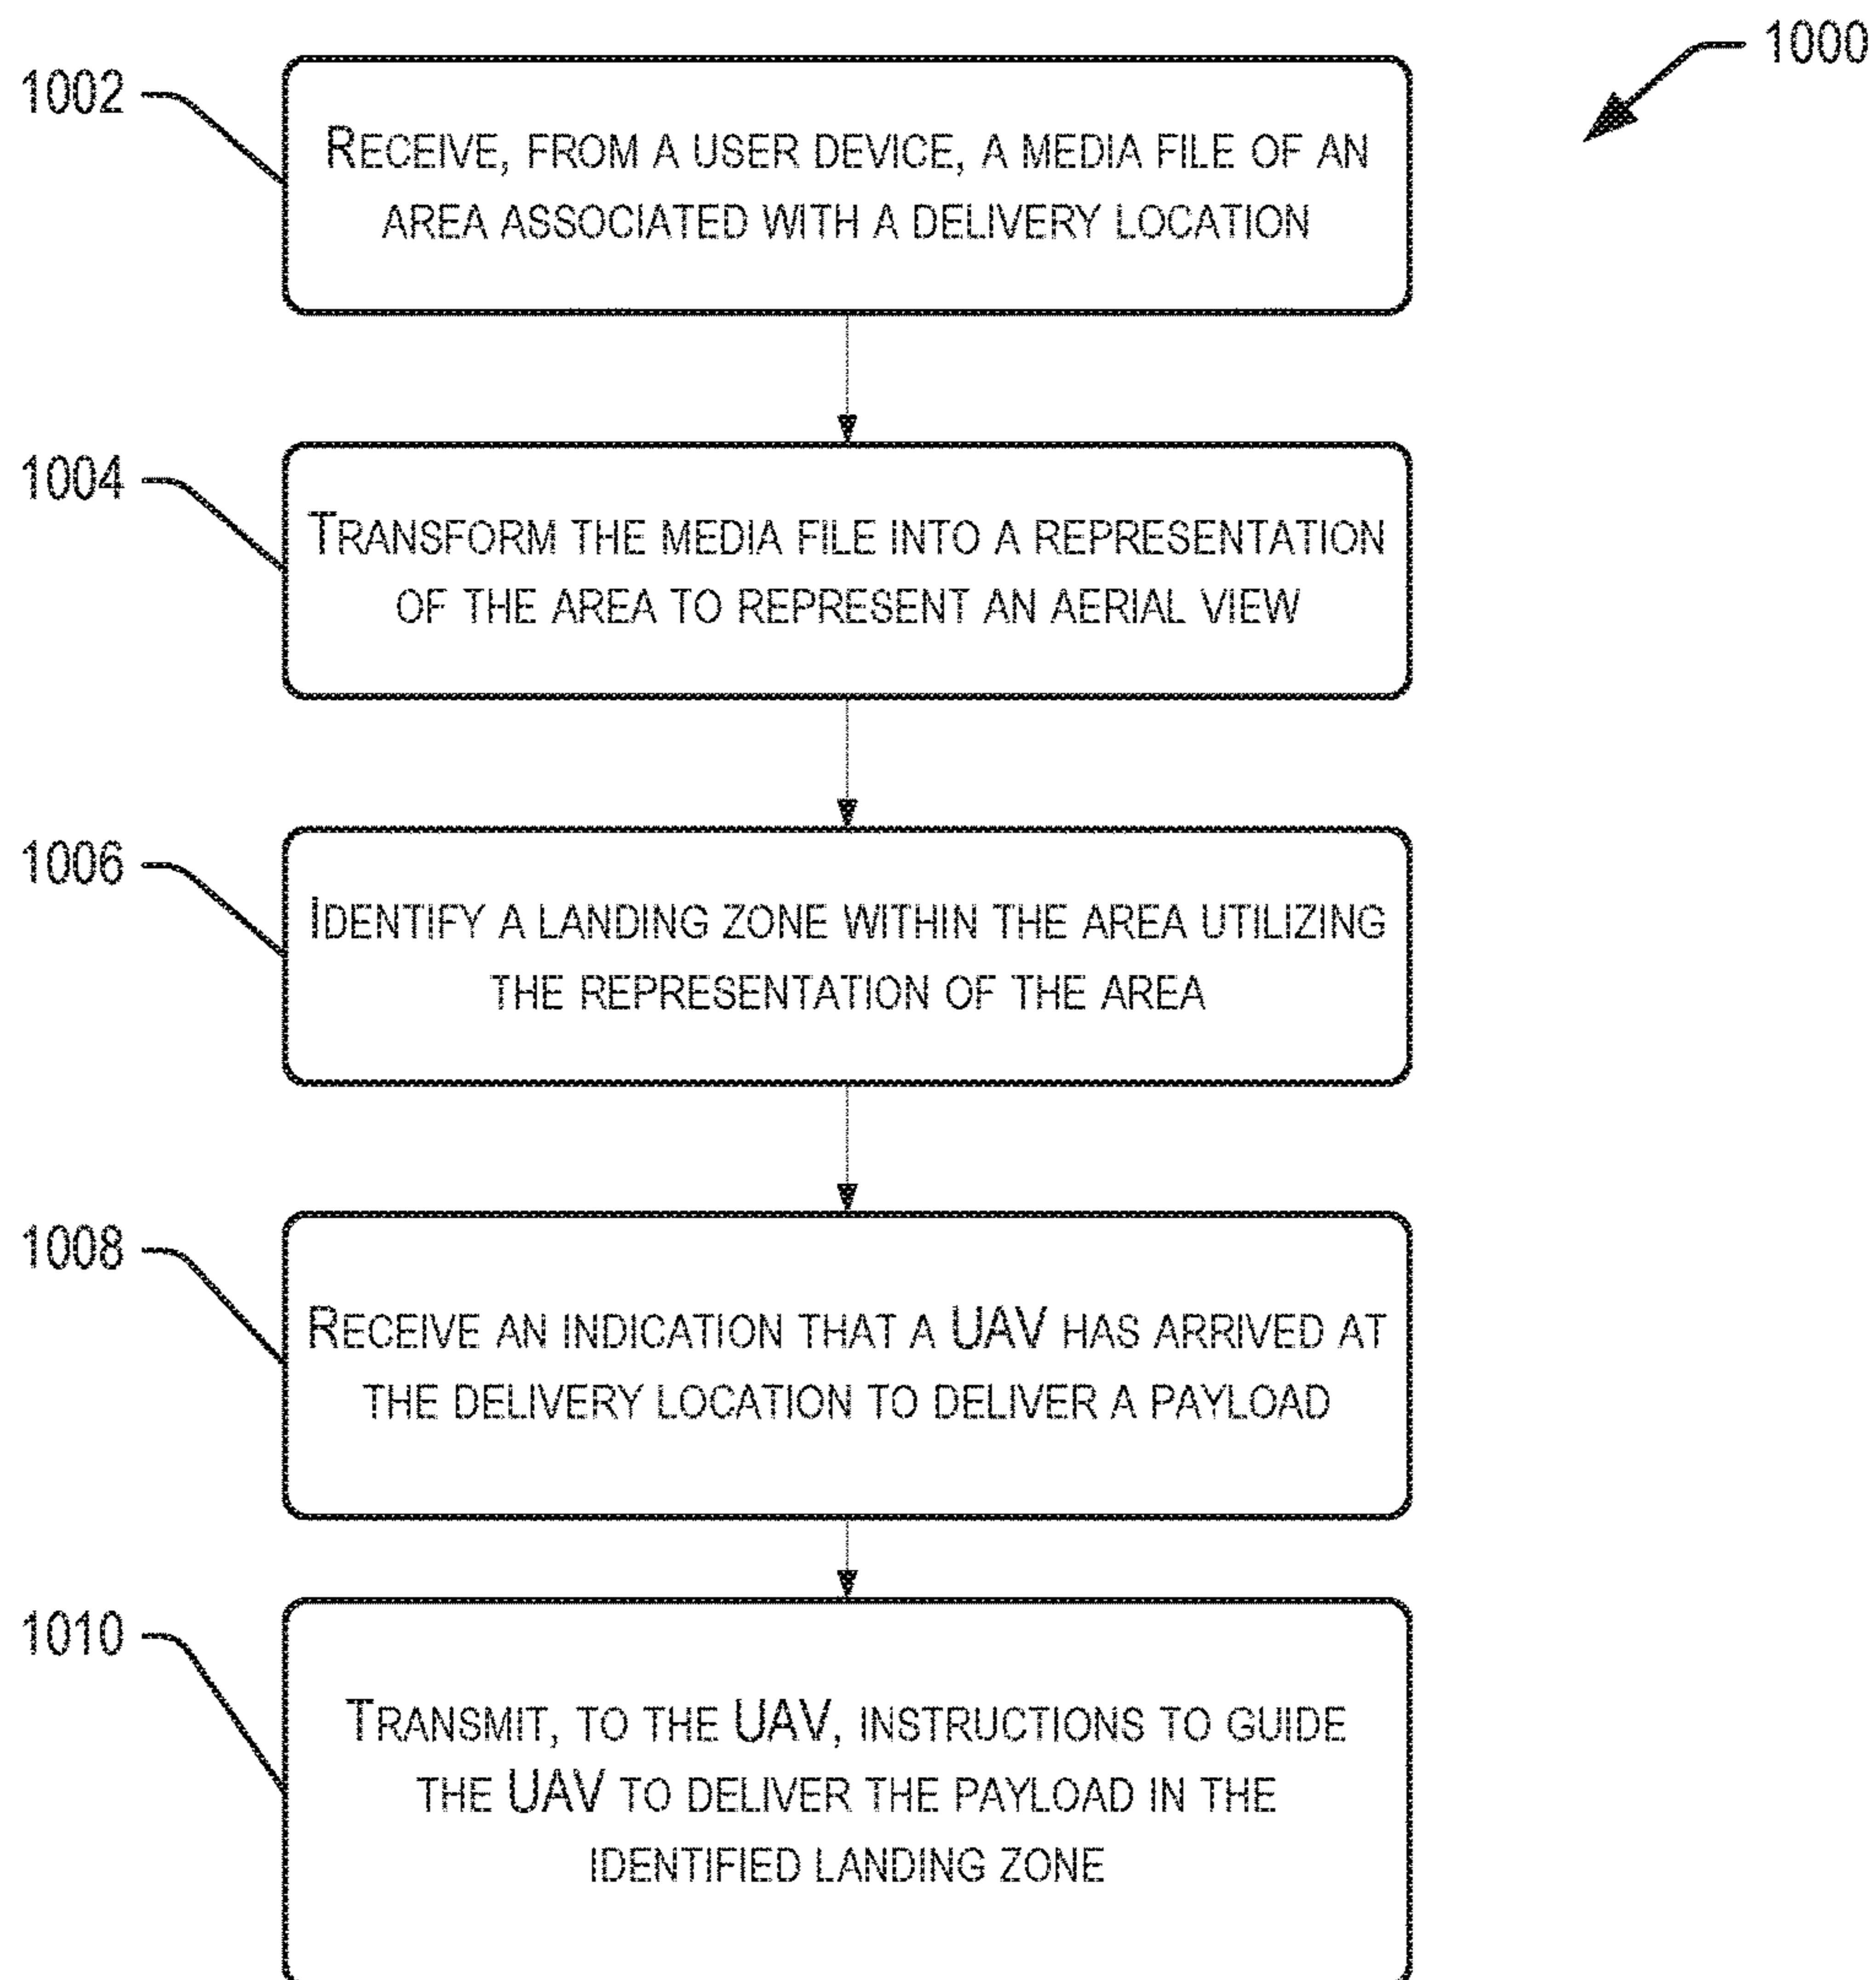 1000
1002
RECEIVE, FROM A USER DEVICE, A MEDIA FILE OF AN
AREA ASSOCIATED WITH A DELIVERY LOCATION
1004
TRANSFORM THE MEDIA FILE INTO A REPRESENTATION
OF THE AREA TO REPRESENT AN AERIAL VIEW
1006
IDENTIFY A LANDING ZONE WITHIN THE AREA UTILIZING
THE REPRESENTATION OF THE AREA
1008
RECEIVE AN INDICATION THAT A UAV HAS ARRIVED AT
THE DELIVERY LOCATION TO DELIVER A PAYLOAD
1010
TRANSMIT, TO THE UAV, INSTRUCTIONS TO GUIDE
THE UAV TO DELIVER THE PAYLOAD IN THE
IDENTIFIED LANDING ZONE